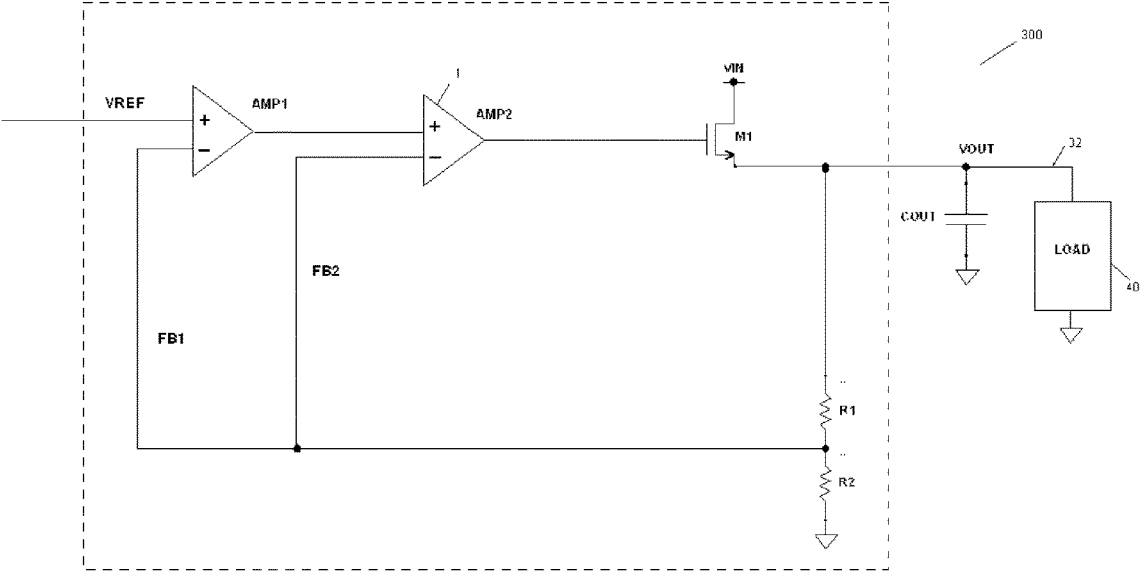 300
VIN
1
VREF
AMP1
AMP2
+
−
+
−
M1
VOUT
32
COUT
LOAD
40
FB2
FB1
R1
R2